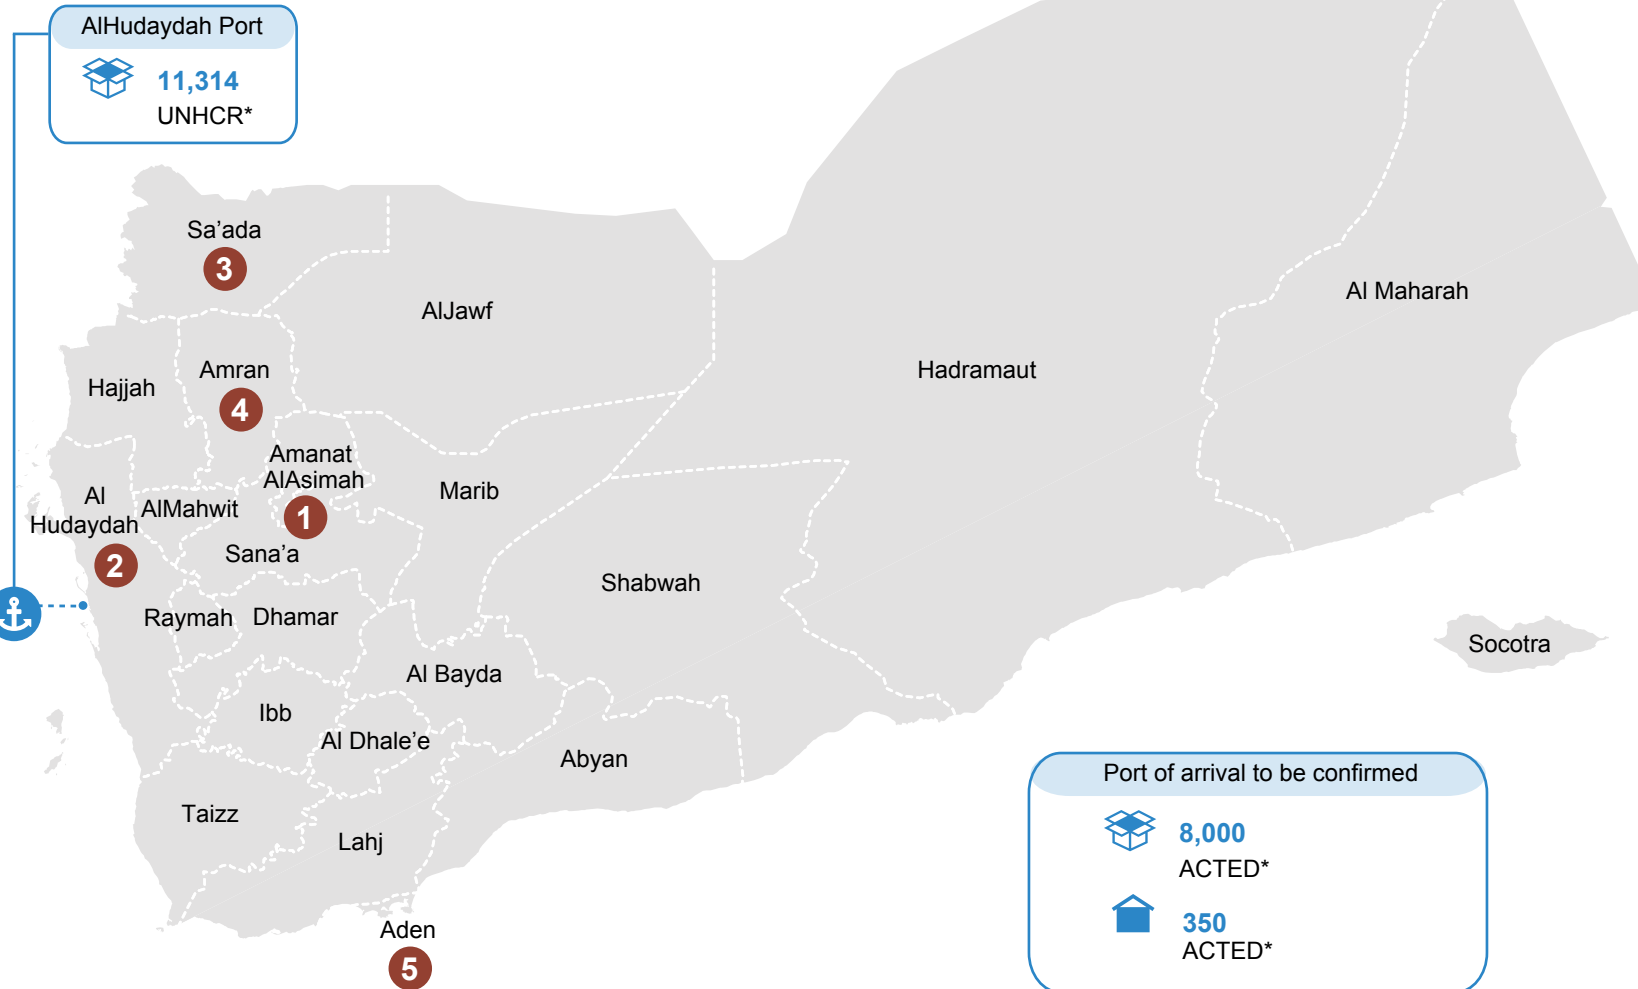 AlHudaydah Port
11,314
UNHCR*
Sa’ada
3
AlJawf
Al Maharah
Amran
4
Hajjah
Hadramaut
Amanat
AlAsimah
1
Marib
Al
Hudaydah
2
AlMahwit
Sana’a
Shabwah
Raymah
Dhamar
Socotra
Al Bayda
Ibb
Al Dhale’e
Abyan
Taizz
Lahj
Aden
5
Port of arrival to be confirmed
8,000
ACTED*
350
ACTED*